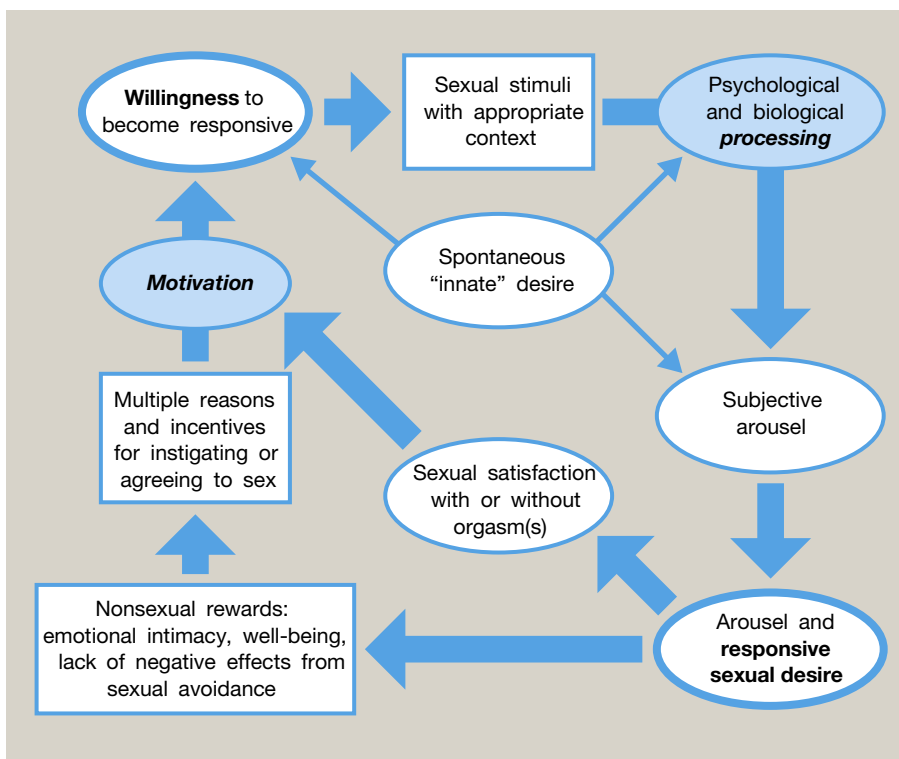 Willingness to
become responsive
Sexual stimuli
with appropriate
context
Psychological
and biological
processing
Spontaneous
“innate” desire
Motivation
Subjective
arousel
Multiple reasons
and incentives
for instigating or
agreeing to sex
Sexual satisfaction
with or without
orgasm(s)
Nonsexual rewards:
emotional intimacy, well-being,
lack of negative effects from
sexual avoidance
Arousel and
responsive
sexual desire